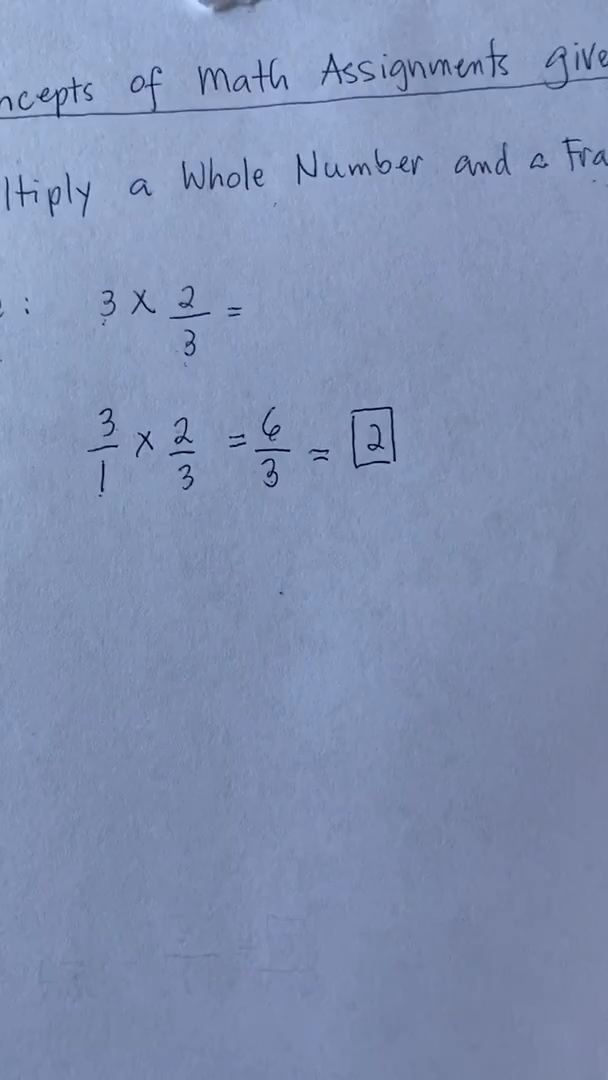 ncepts of Math Assignments give
ltiply a Whole Number and a Fra
: 3 x 2/3 =
3/1 x 2/3 = 6/3 = 2